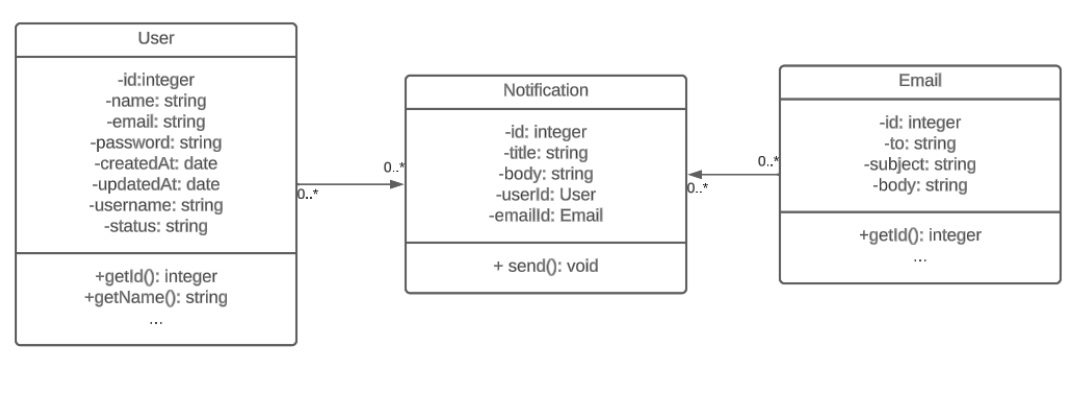 User
-id:integer
-name: string
-email: string
-password: string
-createdAt: date
-updatedAt: date
-username: string
-status: string
+getId(): integer
+getName(): string
...
0..*
0..*
Notification
-id: integer
-title: string
-body: string
-userId: User
-emailId: Email
+ send(): void
0..*
0..*
Email
-id: integer
-to: string
-subject: string
-body: string
+getId(): integer
...